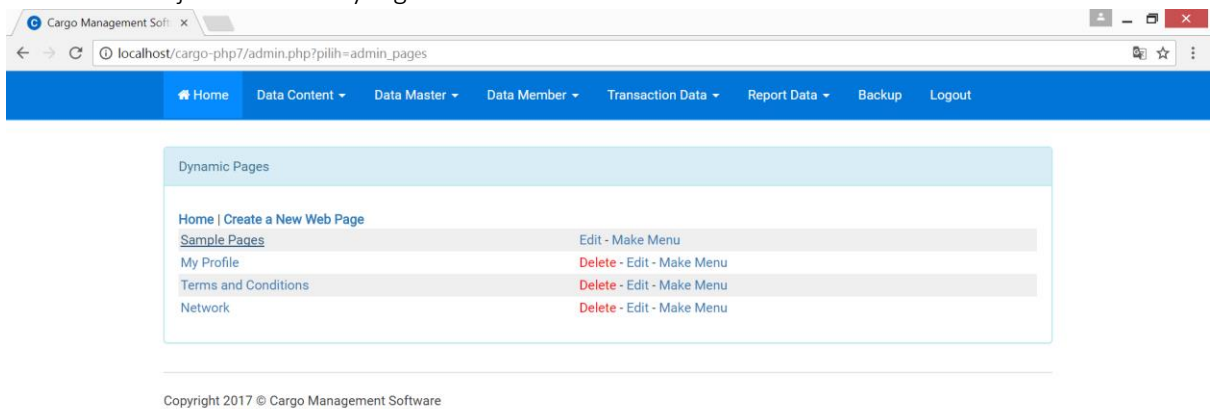 Cargo Management Soft
localhost/cargo-php7/admin.php?pilih=admin_pages
Home Data Content Data Master Data Member Transaction Data Report Data Backup Logout
Dynamic Pages
Home | Create a New Web Page
Sample Pages Edit - Make Menu
My Profile Delete - Edit - Make Menu
Terms and Conditions Delete - Edit - Make Menu
Network Delete - Edit - Make Menu
Copyright 2017 © Cargo Management Software